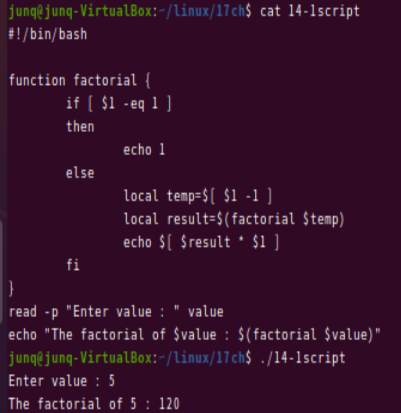 junq@junq-VirtualBox:~/linux/17ch$ cat 14-1script
#!/bin/bash

function factorial {
        if [ $1 -eq 1 ]
        then
                echo 1
        else
                local temp=$[ $1 -1 ]
                local result=$(factorial $temp)
                echo $[ $result * $1 ]
        fi
}
read -p "Enter value : " value
echo "The factorial of $value : $(factorial $value)"
junq@junq-VirtualBox:~/linux/17ch$ ./14-1script
Enter value : 5
The factorial of 5 : 120